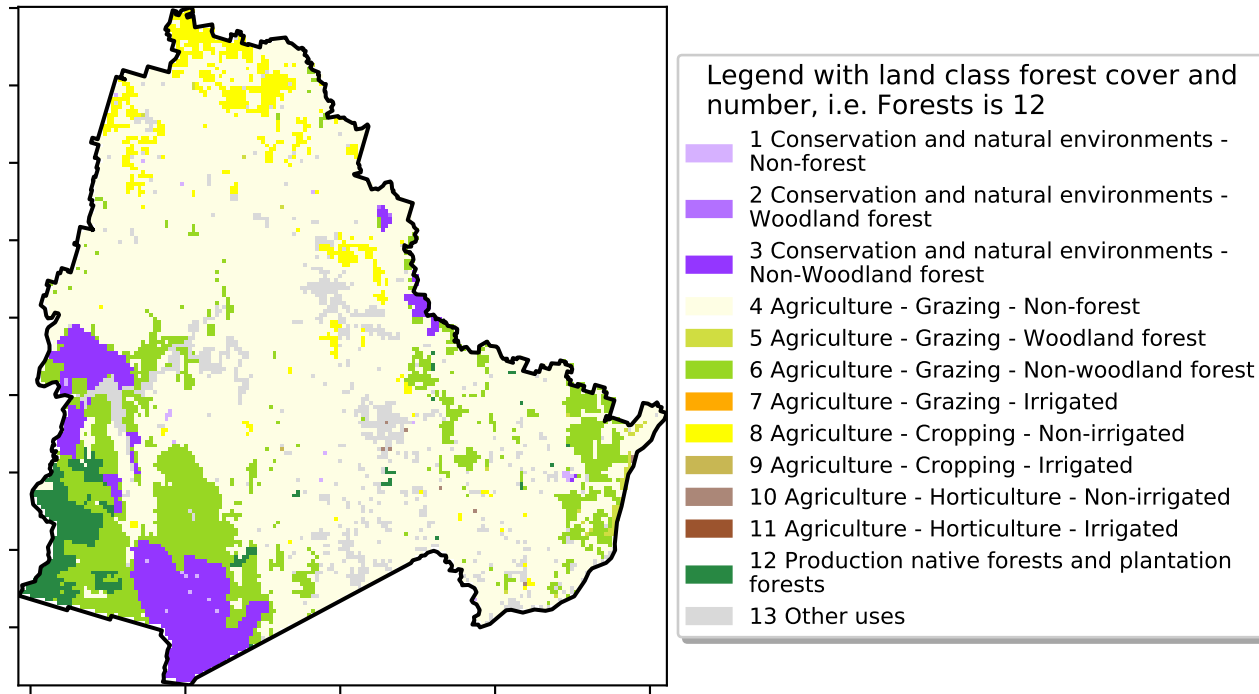 Legend with land class forest cover and
number, i.e. Forests is 12
1 Conservation and natural environments -
Non-forest
2 Conservation and natural environments -
Woodland forest
3 Conservation and natural environments -
Non-Woodland forest
4 Agriculture - Grazing - Non-forest
5 Agriculture - Grazing - Woodland forest
6 Agriculture - Grazing - Non-woodland forest
7 Agriculture - Grazing - Irrigated
8 Agriculture - Cropping - Non-irrigated
9 Agriculture - Cropping - Irrigated
10 Agriculture - Horticulture - Non-irrigated
11 Agriculture - Horticulture - Irrigated
12 Production native forests and plantation
forests
13 Other uses